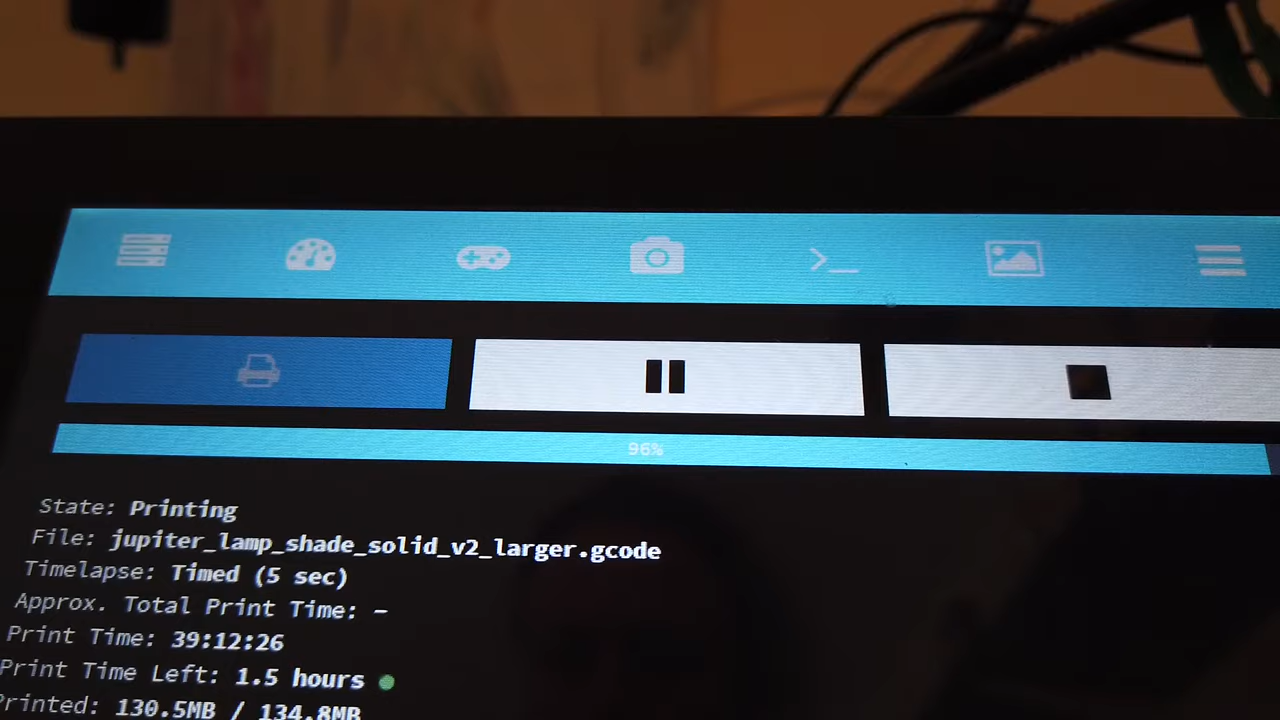 96%
State: Printing
File: jupiter_lamp_shade_solid_v2_larger.gcode
Timelapse: Timed (5 sec)
Approx. Total Print Time: –
Print Time: 39:12:26
Print Time Left: 1.5 hours
Printed: 130.5MB / 134.8MB